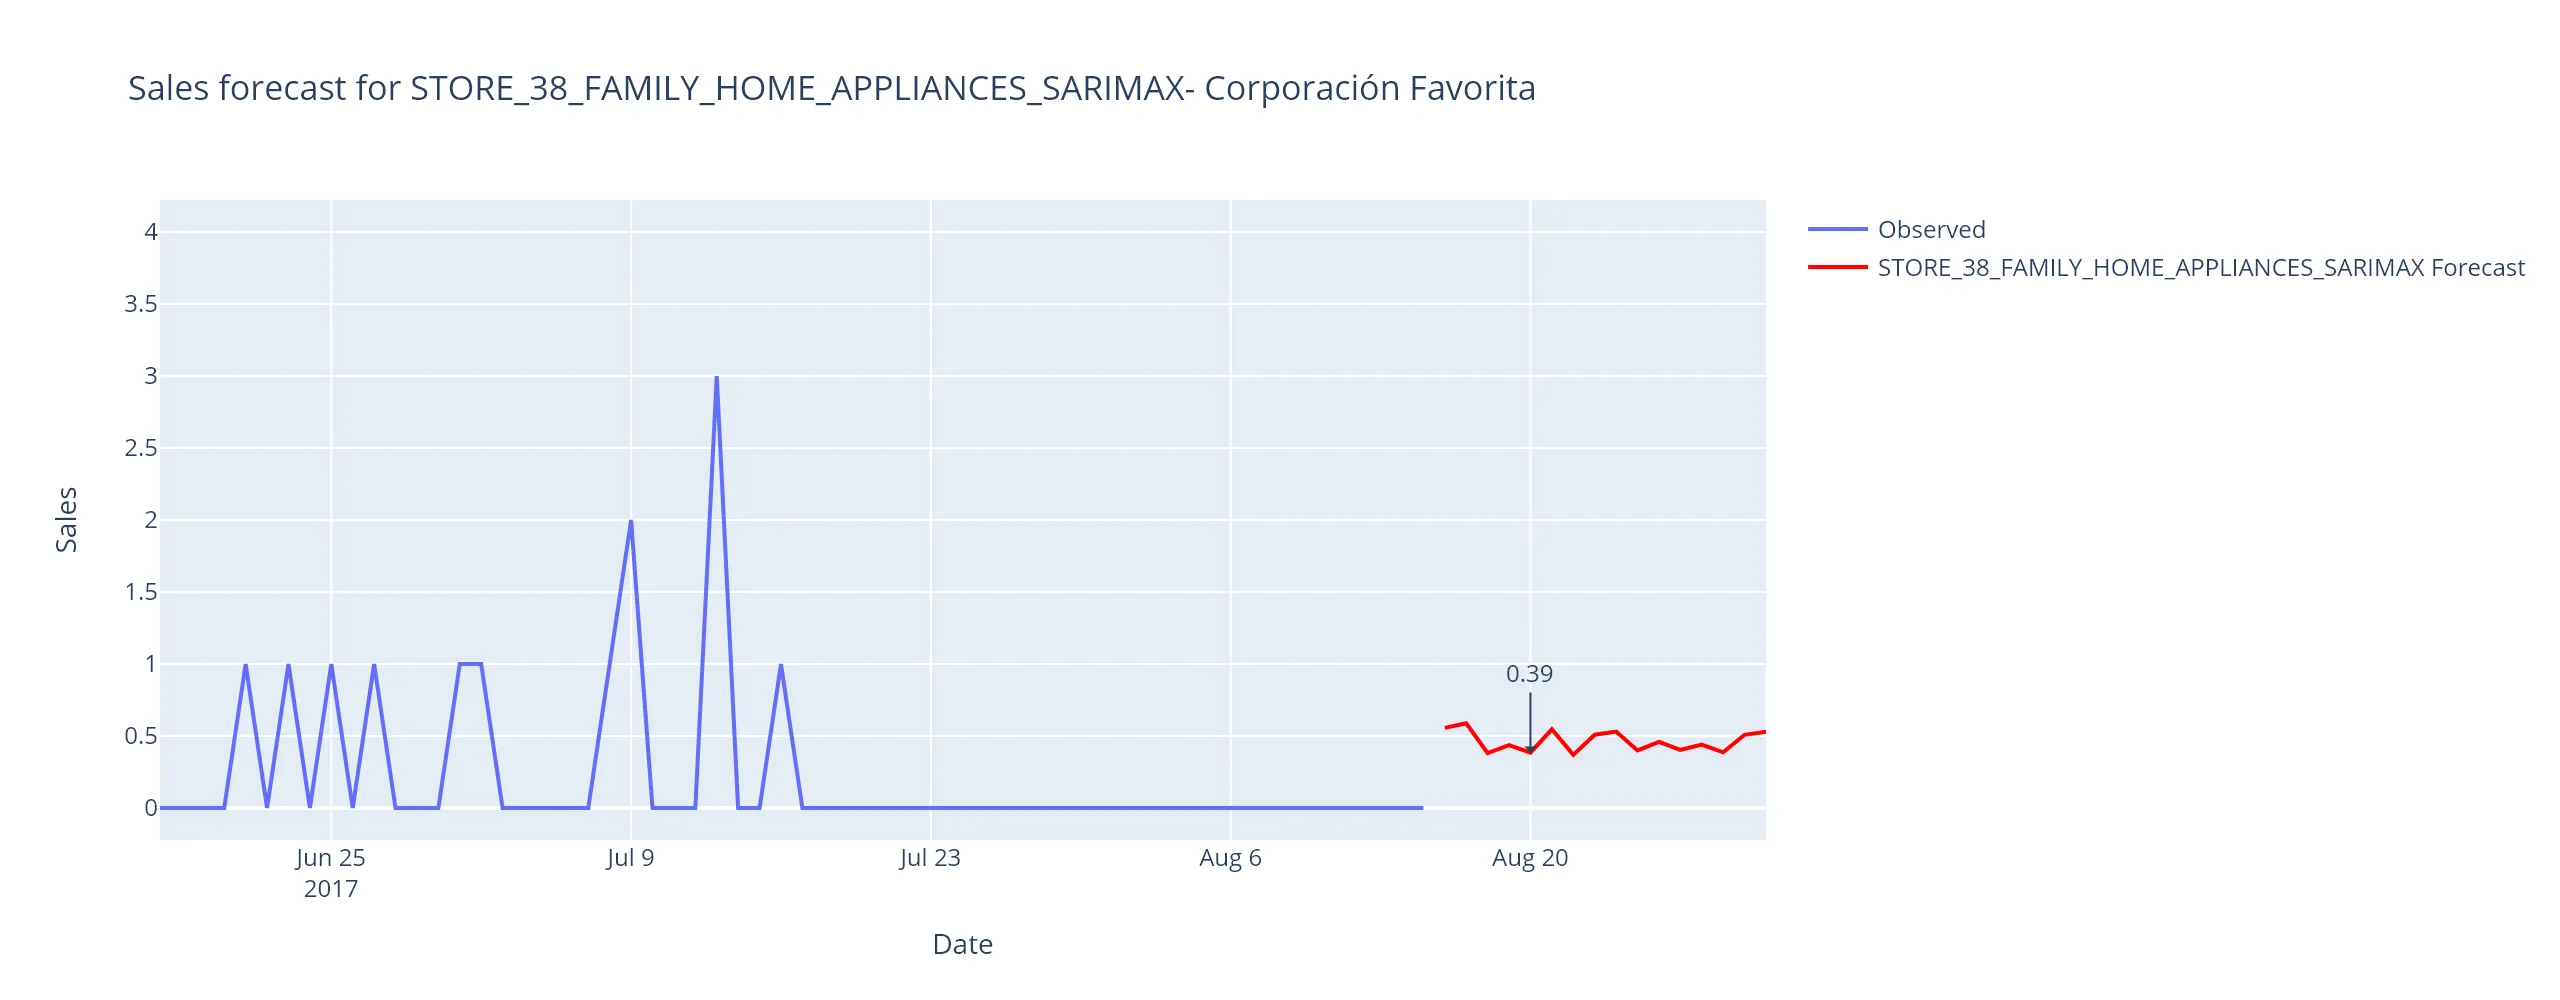 Sales forecast for STORE_38_FAMILY_HOME_APPLIANCES_SARIMAX- Corporación Favorita
Observed
STORE_38_FAMILY_HOME_APPLIANCES_SARIMAX Forecast
4
3.5
3
2.5
2
1.5
1
0.5
0
Sales
0.39
Jun 25
2017
Jul 9
Jul 23
Aug 6
Aug 20
Date